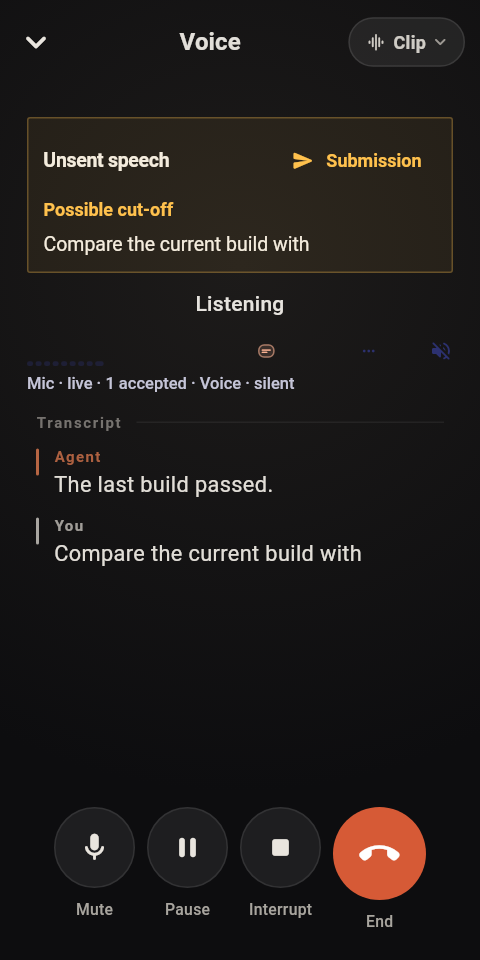 Voice
Clip
Unsent speech
Submission
Possible cut-off
Compare the current build with
Listening
Mic · live · 1 accepted · Voice · silent
Transcript
Agent
The last build passed.
You
Compare the current build with
Mute
Pause
Interrupt
End